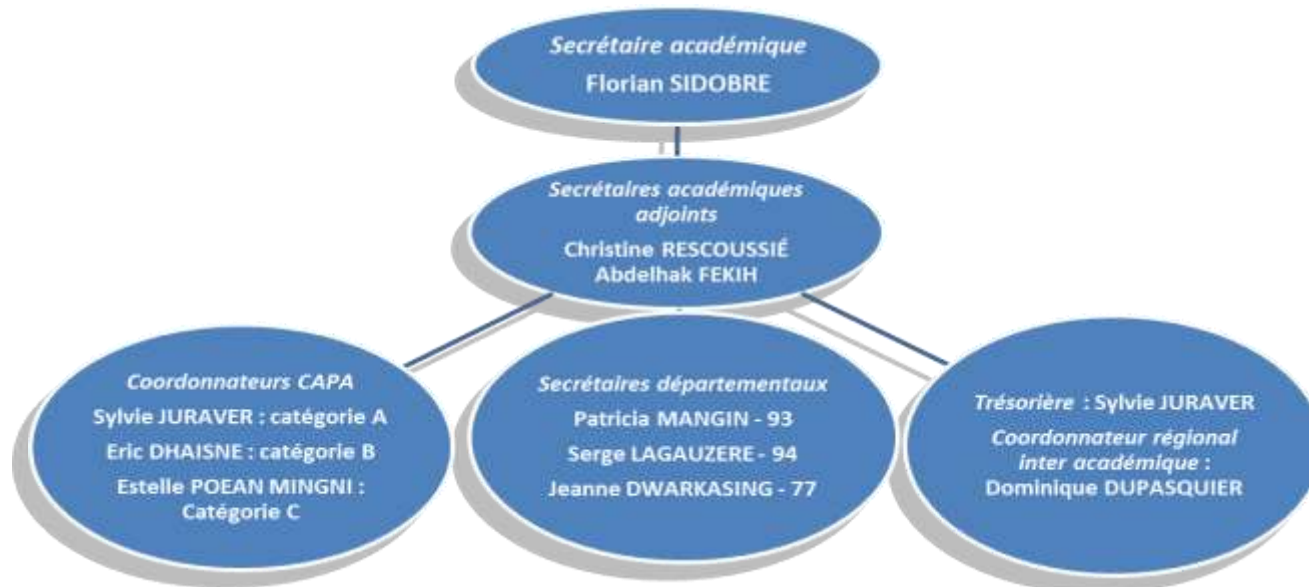 Secrétaire académique
Florian SIDOBRE
Secrétaires académiques
adjoints
Christine RESCOUSSIÉ
Abdelhak FEKIH
Coordonnateurs CAPA
Sylvie JURAVER : catégorie A
Eric DHAISNE : catégorie B
Estelle POEAN MINGNI :
Catégorie C
Secrétaires départementaux
Patricia MANGIN - 93
Serge LAGAUZERE - 94
Jeanne DWARKASING - 77
Trésorière : Sylvie JURAVER
Coordonnateur régional
inter académique :
Dominique DUPASQUIER